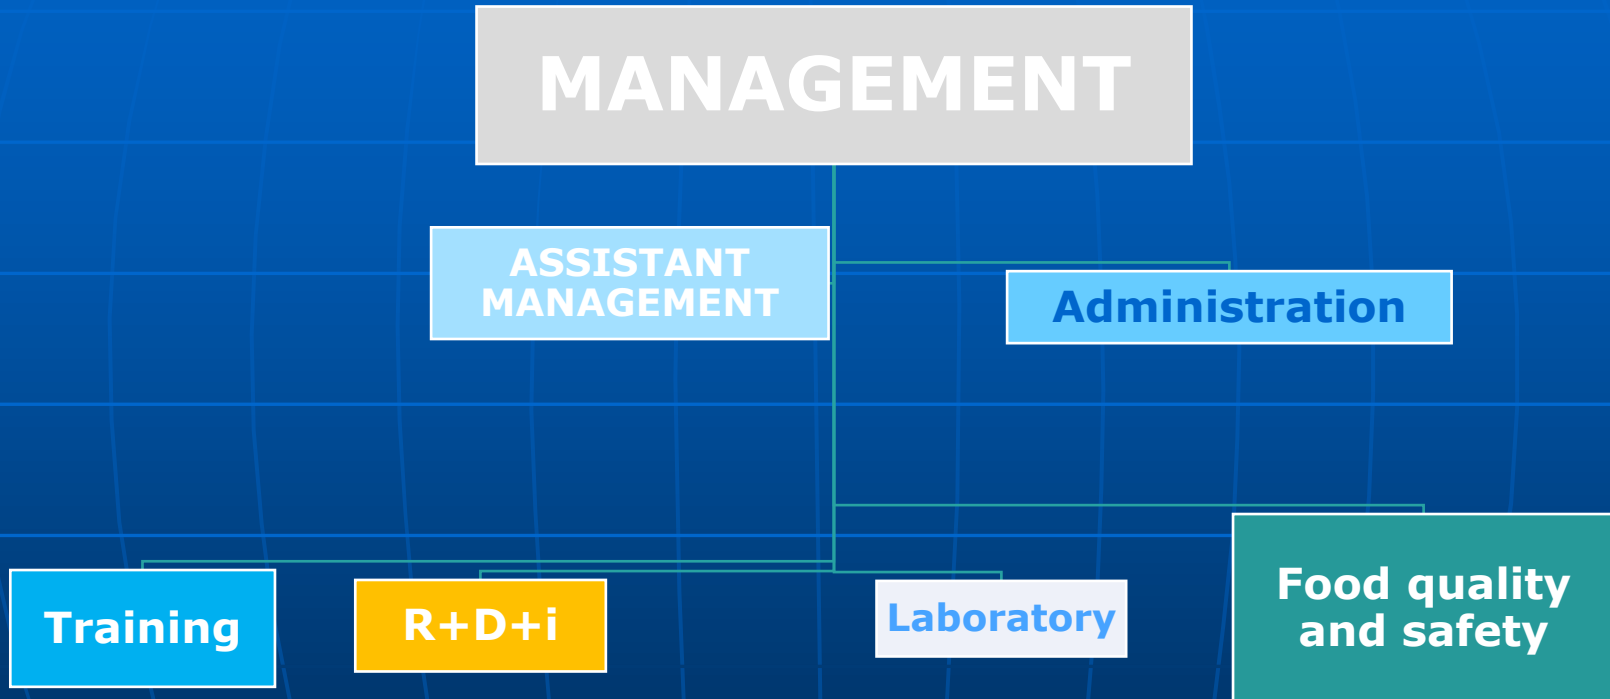 MANAGEMENT
ASSISTANT
MANAGEMENT
Administration
Training
R+D+i
Laboratory
Food quality
and safety